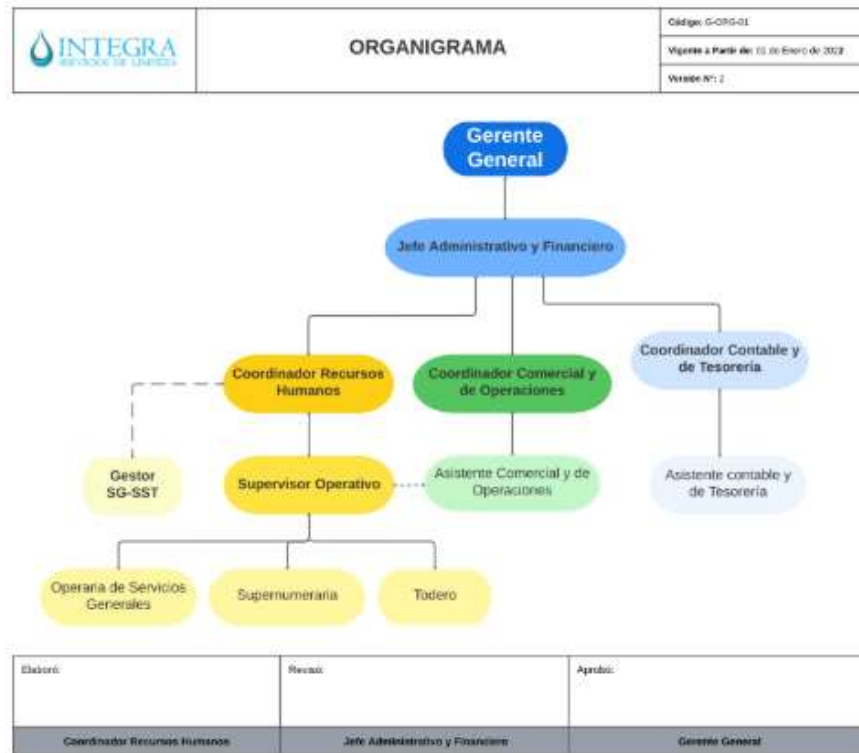 INTEGRA
SERVICIOS DE LIMPIEZA
ORGANIGRAMA
Código: G-ORG-01
Vigente a Partir de: 01 de Enero de
Versión N°: 2
Gerente
General
Jefe Administrativo y Financiero
Coordinador Recursos
Humanos
Coordinador Comercial y
de Operaciones
Coordinador Contable y
de Tesorería
Gestor
SG-SST
Supervisor Operativo
Asistente Comercial y de
Operaciones
Asistente contable y
de Tesorería
Operaria de Servicios
Generales
Supernumeraria
Todero
Elaboró:
Revisó:
Aprobó:
Coordinador Recursos Humanos
Jefe Administrativo y Financiero
Gerente General